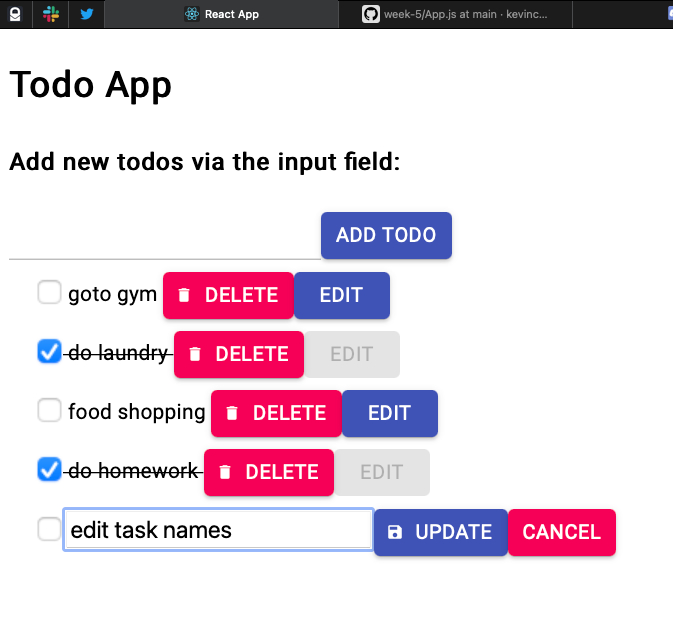 React App
week-5/App.js at main · kevinc...
Todo App
Add new todos via the input field:
ADD TODO
goto gym DELETE EDIT
do laundry DELETE EDIT
food shopping DELETE EDIT
do homework DELETE EDIT
edit task names UPDATE CANCEL